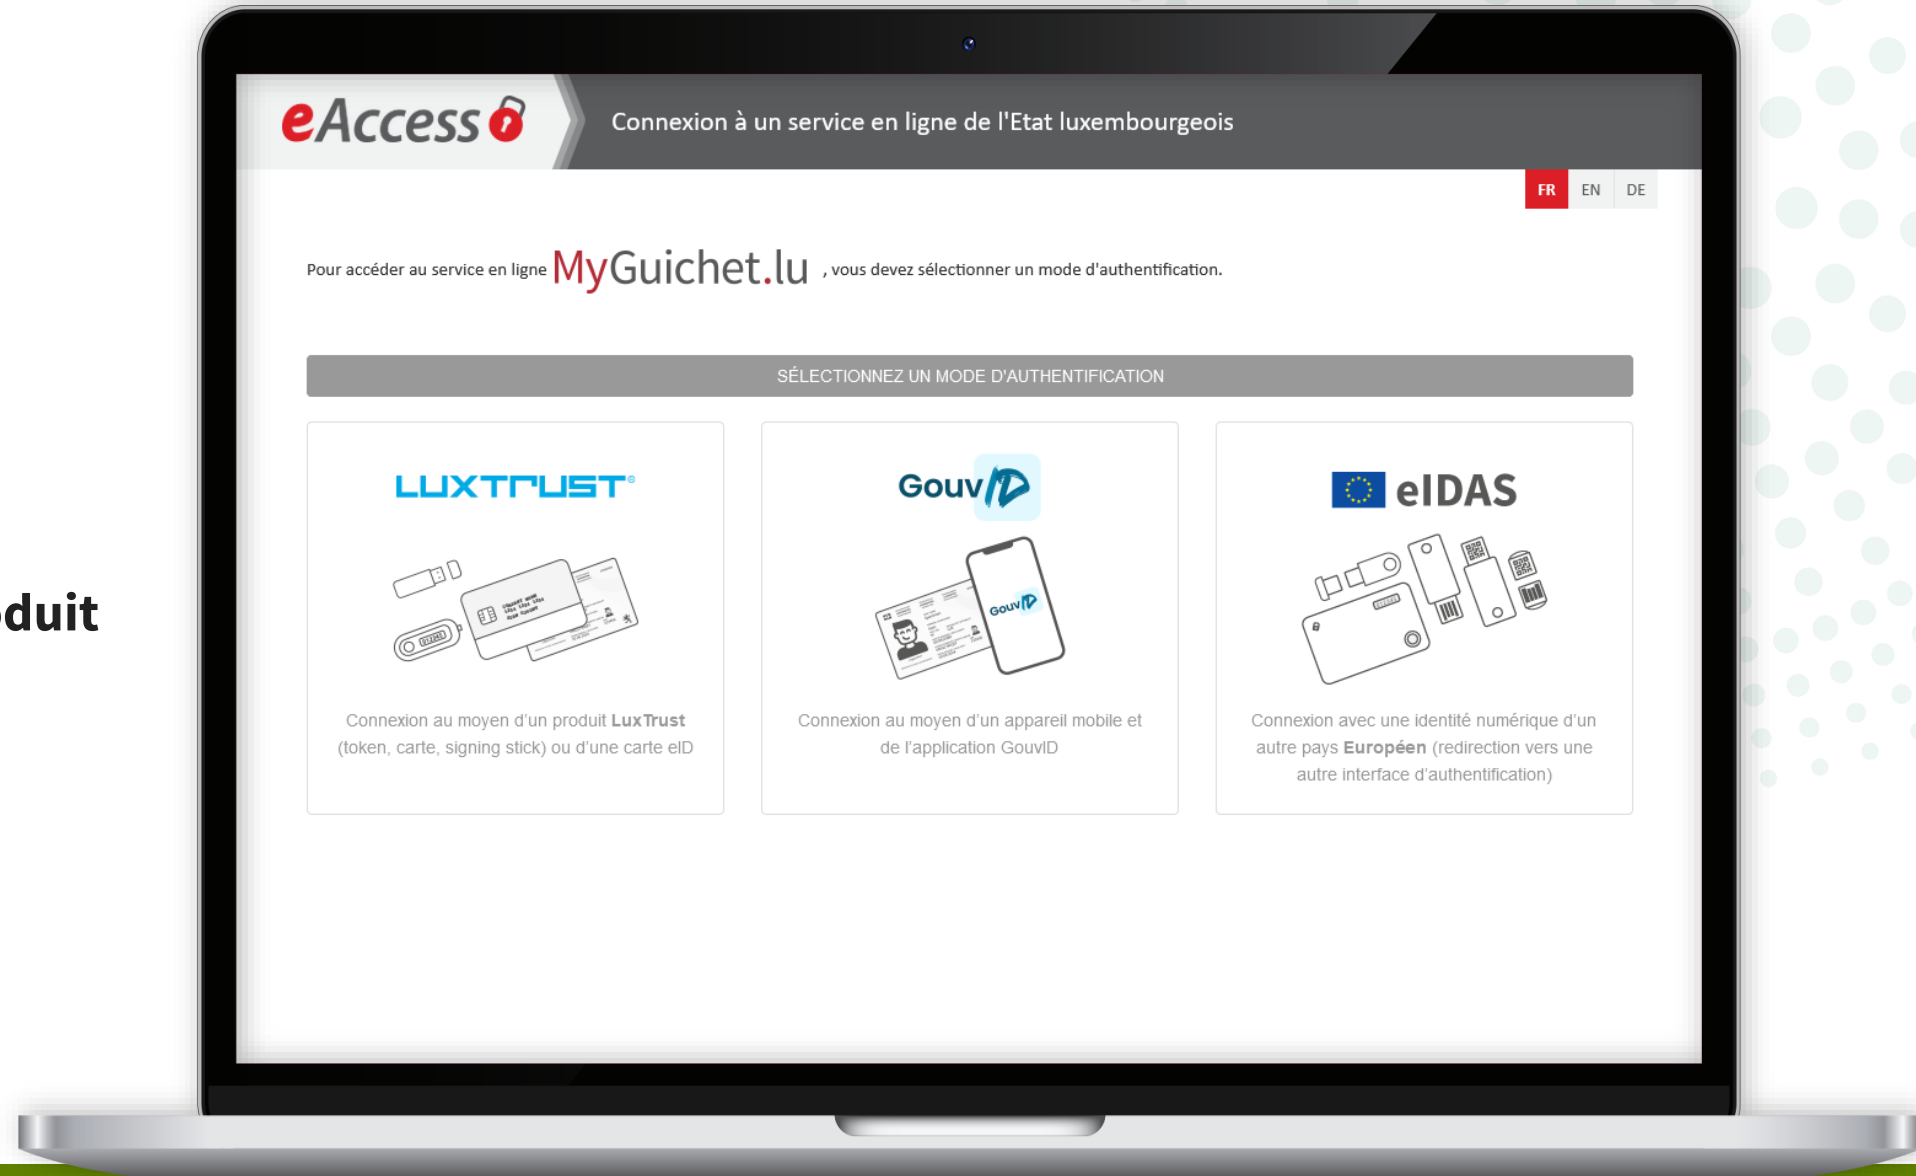 eAccess
Connexion à un service en ligne de l'Etat luxembourgeois
FR EN DE
Pour accéder au service en ligne MyGuichet.lu , vous devez sélectionner un mode d'authentification.
SÉLECTIONNEZ UN MODE D'AUTHENTIFICATION
LUXTRUST®
Connexion au moyen d’un produit LuxTrust
(token, carte, signing stick) ou d’une carte eID
GouvID
GouvID
Connexion au moyen d’un appareil mobile et
de l’application GouvID
eIDAS
Connexion avec une identité numérique d’un
autre pays Européen (redirection vers une
autre interface d’authentification)
duit